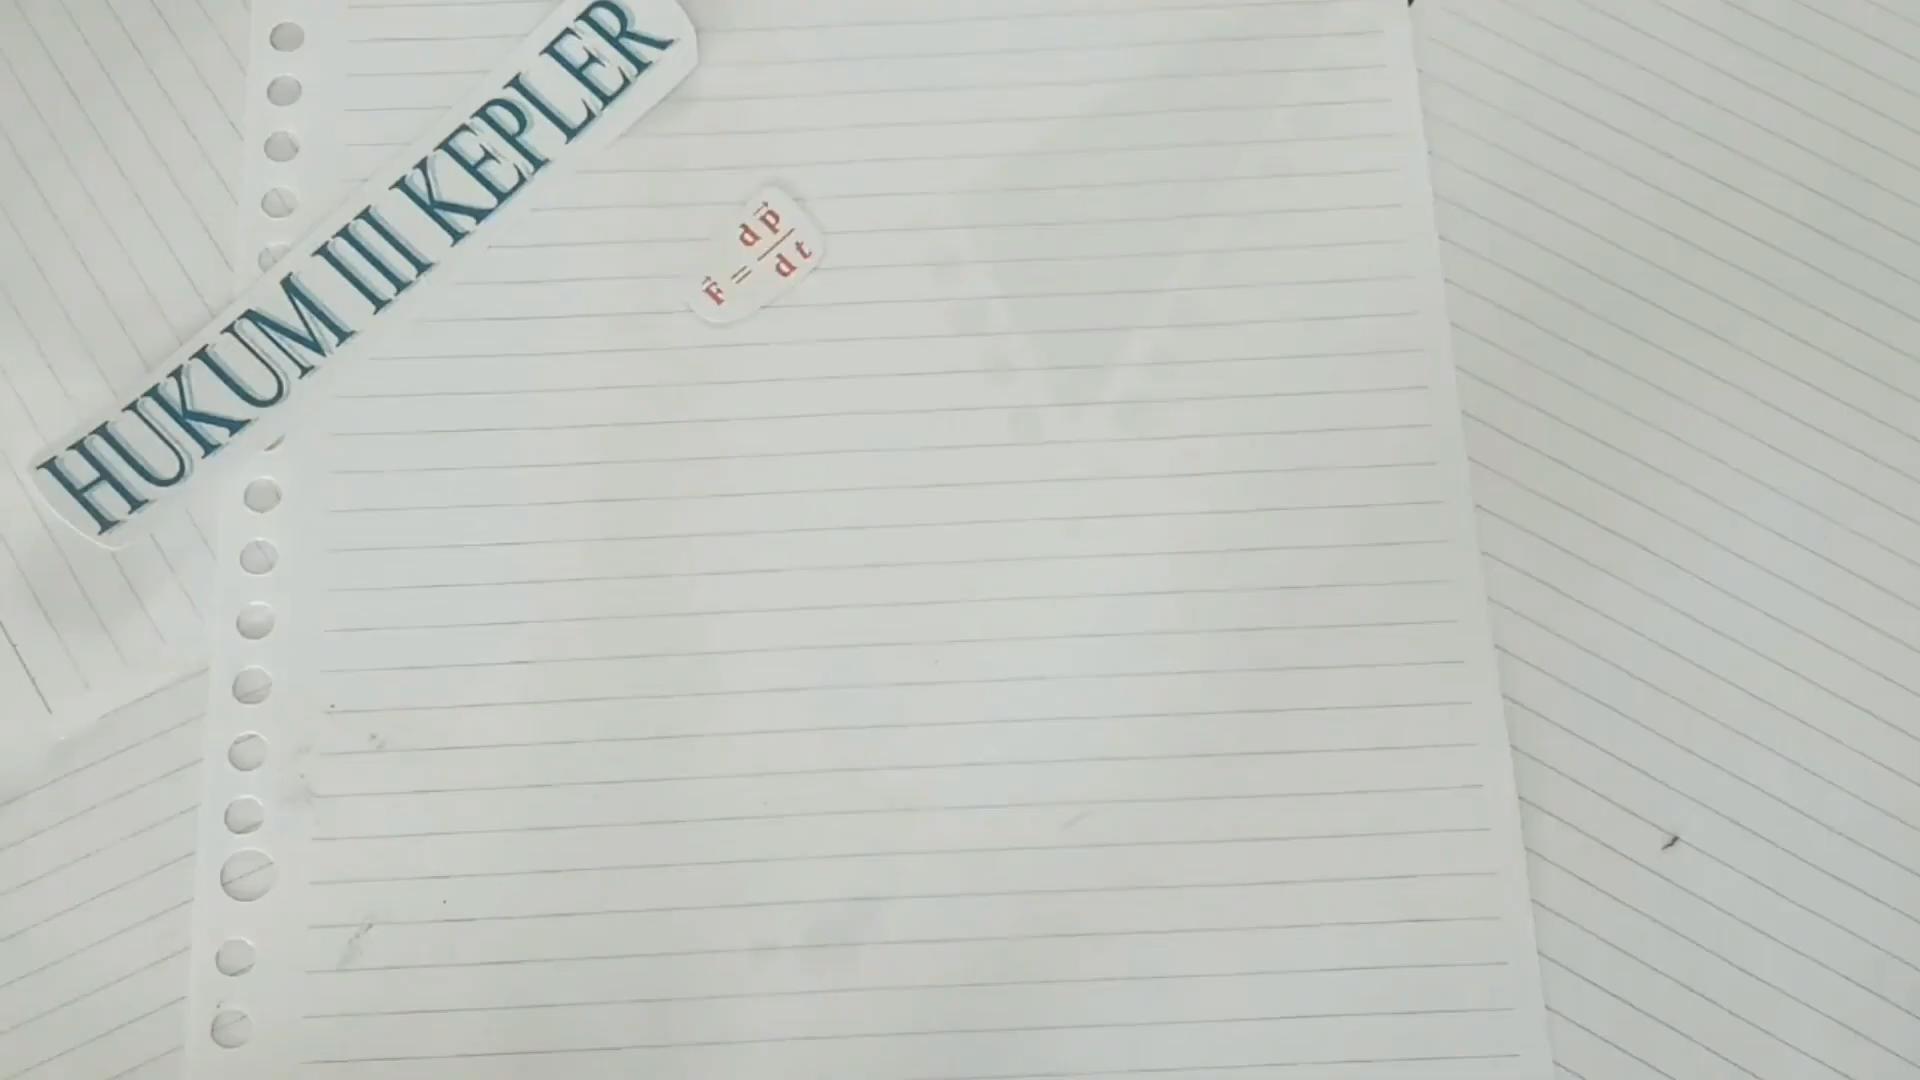 HUKUM III KEPLER
F⃗ = dp⃗/dt